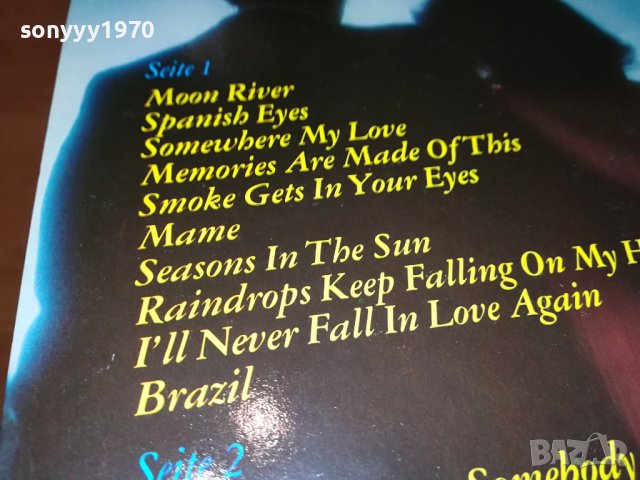 sonyyy1970
Seite 1
Moon River
Spanish Eyes
Somewhere My Love
Memories Are Made Of This
Smoke Gets In Your Eyes
Mame
Seasons In The Sun
Raindrops Keep Falling On My H
I'll Never Fall In Love Again
Brazil
Seite 2
Somebody
BAZAR